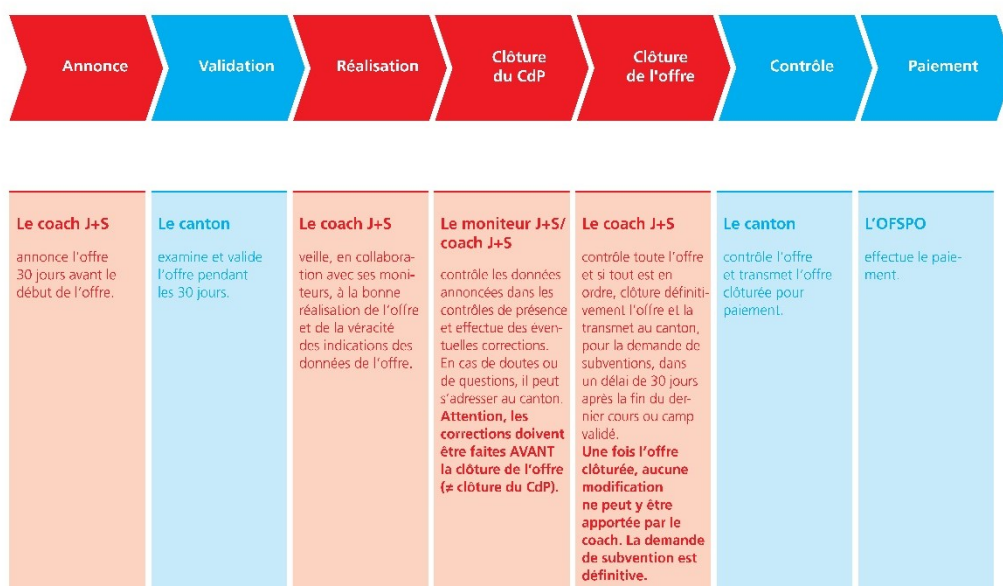 Annonce
Validation
Réalisation
Clôture
du CdP
Clôture
de l'offre
Contrôle
Paiement
Le coach J+S
annonce l'offre
30 jours avant le
début de l'offre.
Le canton
examine et valide
l'offre pendant
les 30 jours.
Le coach J+S
veille, en collabora-
tion avec ses moni-
teurs, à la bonne
réalisation de l'offre
et de la véracité
des indications des
données de l'offre.
Le moniteur J+S/
coach J+S
contrôle les données
annoncées dans les
contrôles de présence
et effectue des éven-
tuelles corrections.
En cas de doutes ou
de questions, il peut
s'adresser au canton.
Attention, les
corrections doivent
être faites AVANT
la clôture de l'offre
(≠ clôture du CdP).
Le coach J+S
contrôle toute l'offre
et si tout est en
ordre, clôture définiti-
vement l'offre et la
transmet au canton,
pour la demande de
subventions, dans
un délai de 30 jours
après la fin du der-
nier cours ou camp
validé.
Une fois l'offre
clôturée, aucune
modification
ne peut y être
apportée par le
coach. La demande
de subvention est
définitive.
Le canton
contrôle l'offre
et transmet l'offre
clôturée pour
paiement.
L'OFSPO
effectue le paie-
ment.